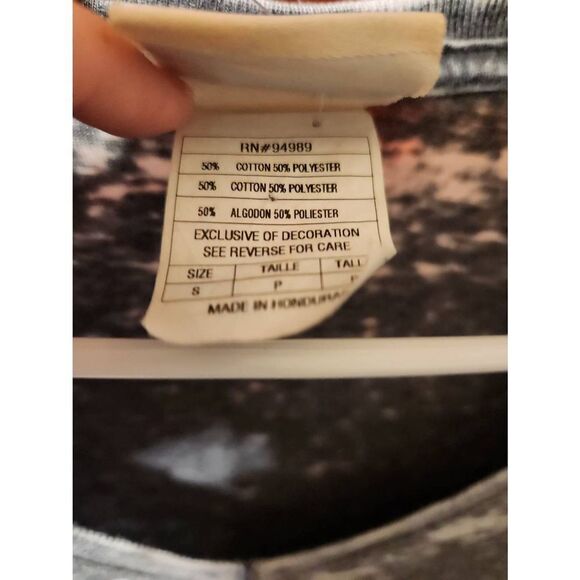 RN#94989
50% COTTON 50% POLYESTER
50% COTTON 50% POLYESTER
50% ALGODON 50% POLIESTER
EXCLUSIVE OF DECORATION
SEE REVERSE FOR CARE
SIZE TAILLE TALL
S P P
MADE IN HONDURA